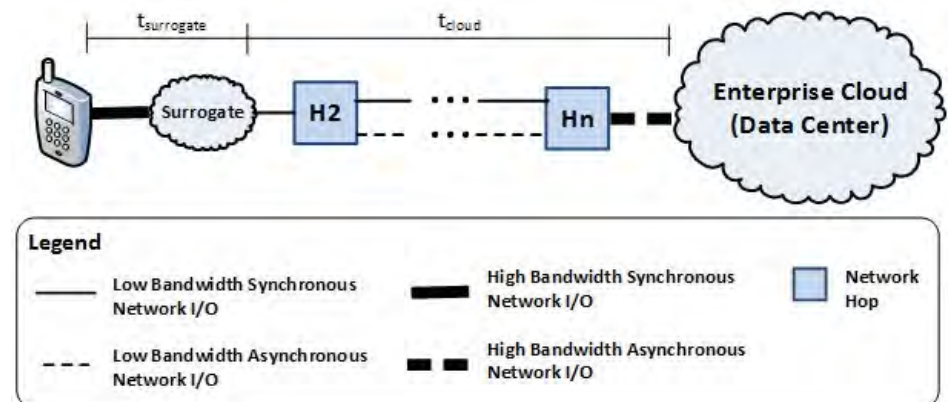 tsurrogate
tcloud
Surrogate
H2
Hn
Enterprise Cloud
(Data Center)
Legend
Low Bandwidth Synchronous
Network I/O
High Bandwidth Synchronous
Network I/O
Network
Hop
Low Bandwidth Asynchronous
Network I/O
High Bandwidth Asynchronous
Network I/O